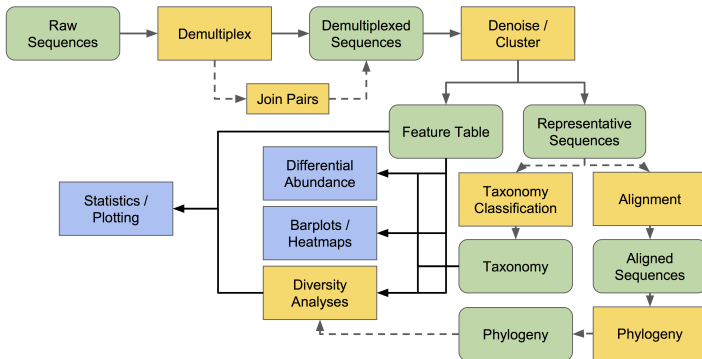 Raw
Sequences
Demultiplex
Demultiplexed
Sequences
Denoise /
Cluster
Join Pairs
Feature Table
Representative
Sequences
Differential
Abundance
Taxonomy
Classification
Alignment
Statistics /
Plotting
Barplots /
Heatmaps
Taxonomy
Aligned
Sequences
Diversity
Analyses
Phylogeny
Phylogeny